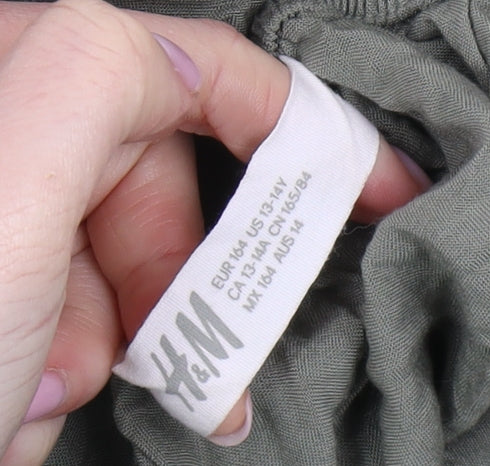 EUR 164 US 13-14Y
CA 13-14A CN 165/84
MX 164 AUS 14
H&M